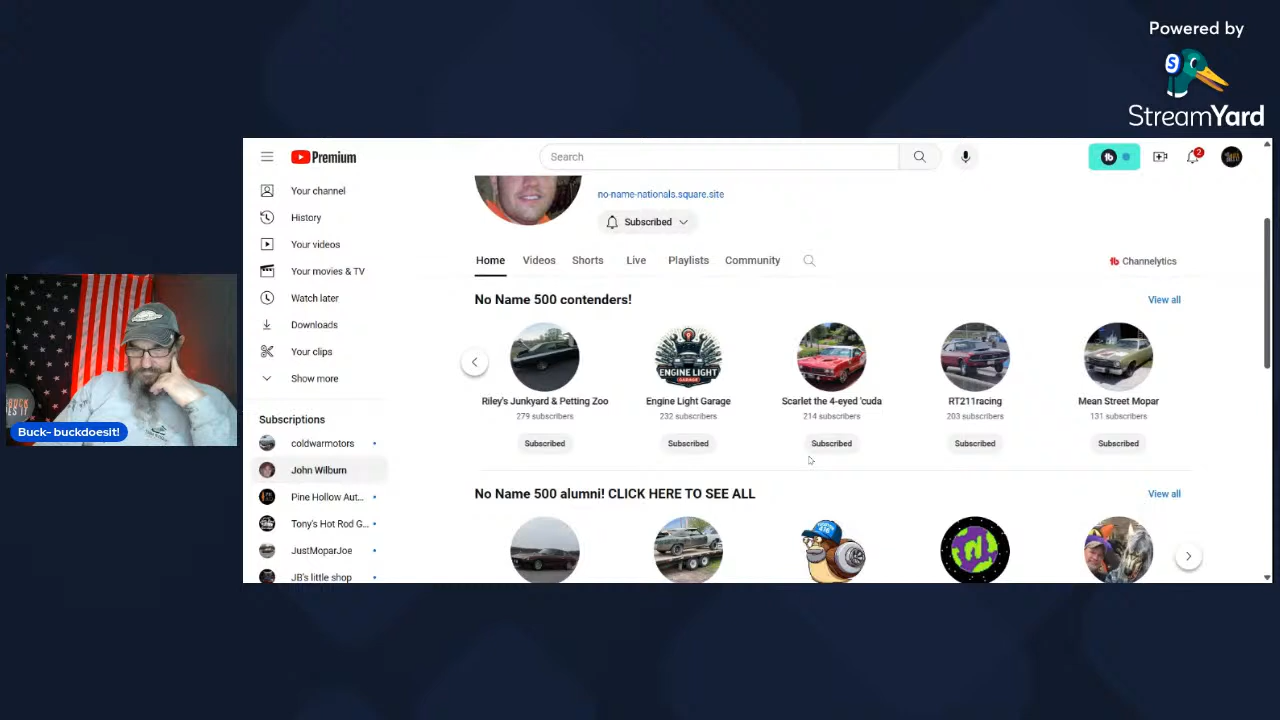 Powered by
StreamYard
Premium
Search
2
Your channel
History
Your videos
Your movies & TV
Watch later
Downloads
Your clips
Show more
Subscriptions
coldwarmotors
John Wilburn
Pine Hollow Aut...
Tony's Hot Rod G...
JustMoparJoe
JB's little shop
no-name-nationals.square.site
Subscribed
Home Videos Shorts Live Playlists Community
Channelytics
No Name 500 contenders!
View all
Riley's Junkyard & Petting Zoo
279 subscribers
Subscribed
ENGINE LIGHT
GARAGE
Engine Light Garage
232 subscribers
Subscribed
Scarlet the 4-eyed 'cuda
214 subscribers
Subscribed
RT211racing
203 subscribers
Subscribed
Mean Street Mopar
131 subscribers
Subscribed
No Name 500 alumni! CLICK HERE TO SEE ALL
View all
Buck- buckdoesit!